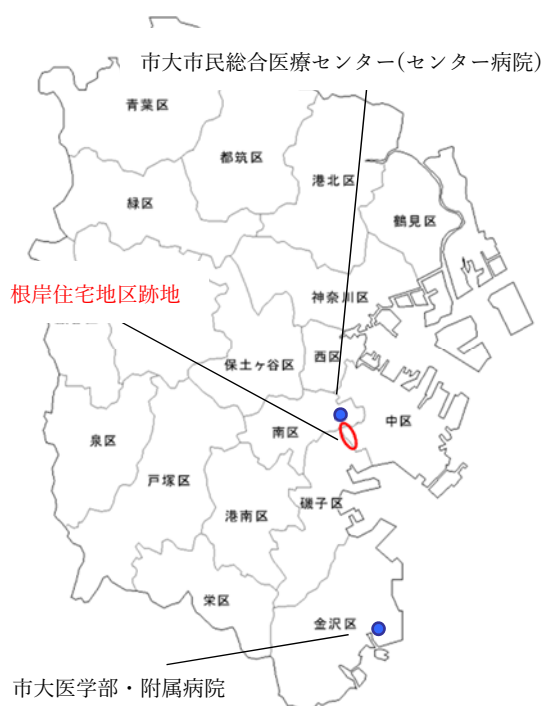 市大市民総合医療センター(センター病院)
青葉区
都筑区
港北区
緑区
鶴見区
根岸住宅地区跡地
神奈川区
西区
保土ヶ谷区
中区
南区
泉区
戸塚区
磯子区
港南区
栄区
金沢区
市大医学部・附属病院